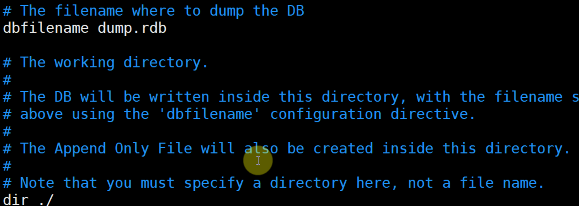 # The filename where to dump the DB
dbfilename dump.rdb
# The working directory.
#
# The DB will be written inside this directory, with the filename s
# above using the 'dbfilename' configuration directive.
#
# The Append Only File will also be created inside this directory.
#
# Note that you must specify a directory here, not a file name.
dir ./